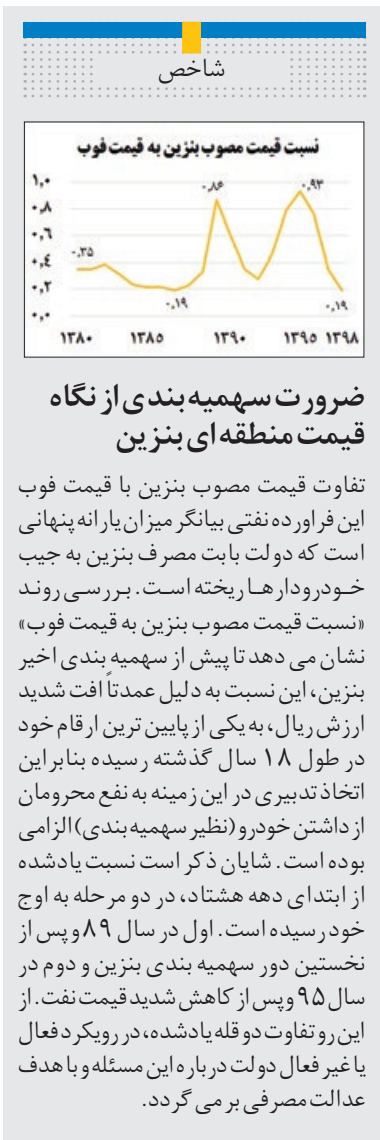 شاخص
نسبت قیمت مصوب بنزین به قیمت فوب
۱,۰
۰,۸
۰,۶
۰,۴
۰,۲
۰,۰
۰,۳۵
۰,۱۹
۰,۸۶
۰,۹۳
۰,۱۹
۱۳۸۰ ۱۳۸۵ ۱۳۹۰ ۱۳۹۵ ۱۳۹۸
ضرورت سهمیه بندی از نگاه
قیمت منطقه ای بنزین
تفاوت قیمت مصوب بنزین با قیمت فوب
این فراورده نفتی بیانگر میزان یارانه پنهانی
است که دولت بابت مصرف بنزین به جیب
خودرودارها ریخته است. بررسی روند
«نسبت قیمت مصوب بنزین به قیمت فوب»
نشان می دهد تا پیش از سهمیه بندی اخیر
بنزین، این نسبت به دلیل عمدتاً افت شدید
ارزش ریال، به یکی از پایین ترین ارقام خود
در طول ۱۸ سال گذشته رسیده بنابراین
اتخاذ تدبیری در این زمینه به نفع محرومان
از داشتن خودرو (نظیر سهمیه بندی) الزامی
بوده است. شایان ذکر است نسبت یادشده
از ابتدای دهه هشتاد، در دو مرحله به اوج
خود رسیده است. اول در سال ۸۹ و پس از
نخستین دور سهمیه بندی بنزین و دوم در
سال ۹۵ و پس از کاهش شدید قیمت نفت. از
این رو تفاوت دو قله یادشده، در رویکرد فعال
یا غیر فعال دولت درباره این مسئله و با هدف
عدالت مصرفی بر می گردد.